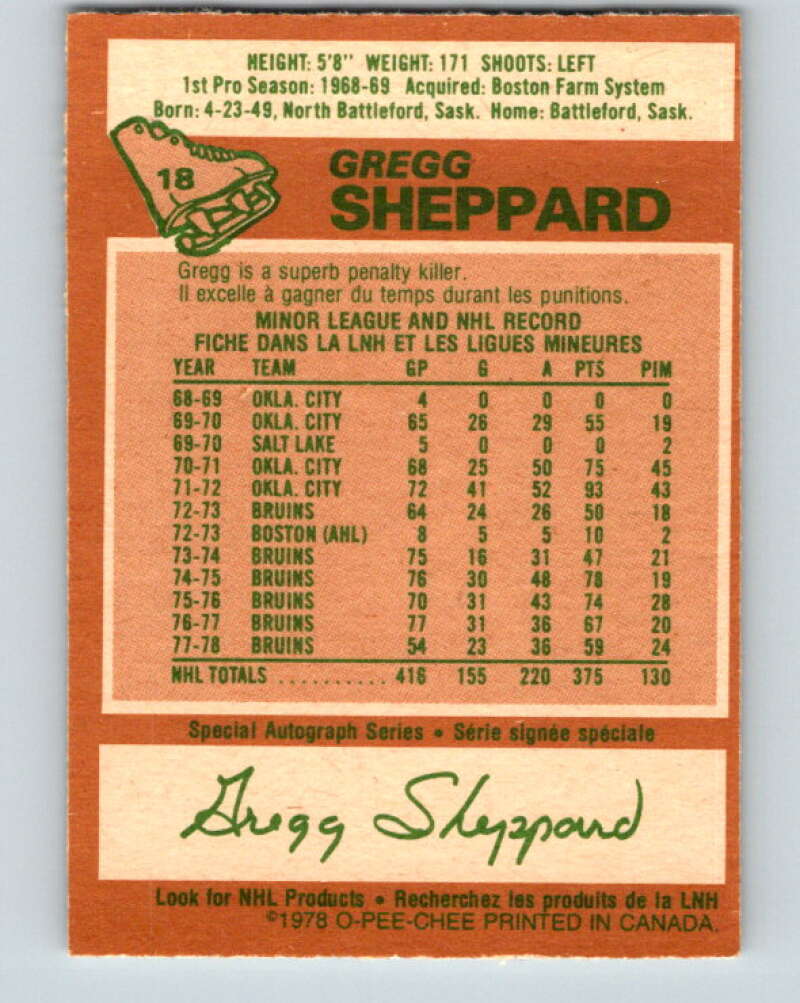 HEIGHT: 5'8" WEIGHT: 171 SHOOTS: LEFT
1st Pro Season: 1968-69 Acquired: Boston Farm System
Born: 4-23-49, North Battleford, Sask. Home: Battleford, Sask.
18
GREGG
SHEPPARD
Gregg is a superb penalty killer.
Il excelle à gagner du temps durant les punitions.
MINOR LEAGUE AND NHL RECORD
FICHE DANS LA LNH ET LES LIGUES MINEURES
YEAR TEAM GP G A PTS PIM
68-69 OKLA. CITY 4 0 0 0 0
69-70 OKLA. CITY 65 26 29 55 19
69-70 SALT LAKE 5 0 0 0 2
70-71 OKLA. CITY 68 25 50 75 45
71-72 OKLA. CITY 72 41 52 93 43
72-73 BRUINS 64 24 26 50 18
72-73 BOSTON (AHL) 8 5 5 10 2
73-74 BRUINS 75 16 31 47 21
74-75 BRUINS 76 30 48 78 19
75-76 BRUINS 70 31 43 74 28
76-77 BRUINS 77 31 36 67 20
77-78 BRUINS 54 23 36 59 24
NHL TOTALS .......... 416 155 220 375 130
Special Autograph Series • Série signée spéciale
Gregg Sheppard
Look for NHL Products • Recherchez les produits de la LNH
©1978 O-PEE-CHEE PRINTED IN CANADA.